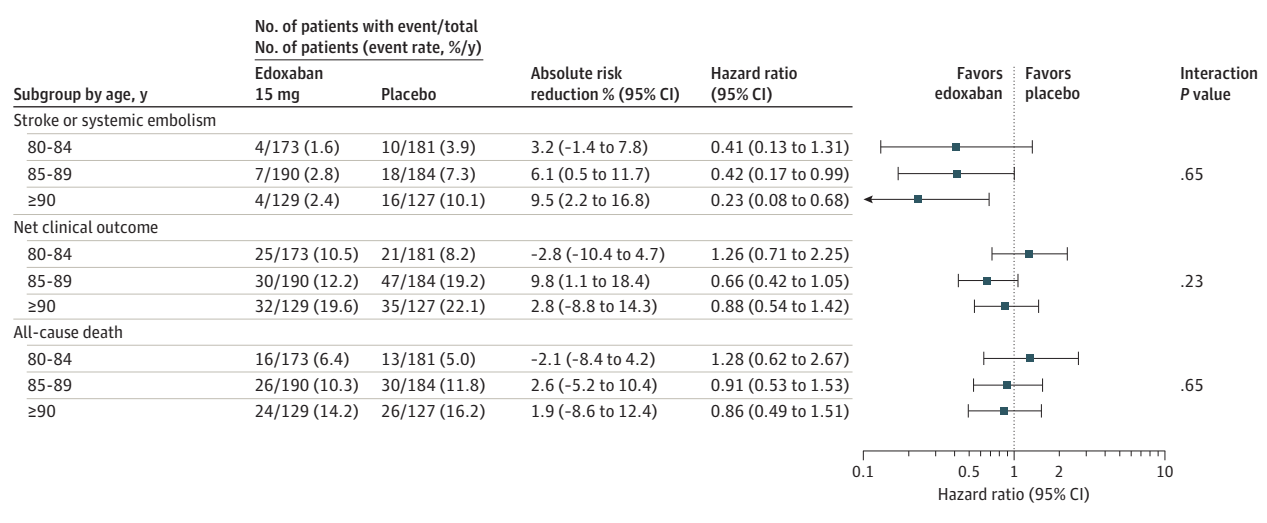 No. of patients with event/total
No. of patients (event rate, %/y)
Subgroup by age, y Edoxaban 15 mg Placebo Absolute risk reduction % (95% CI) Hazard ratio (95% CI) Favors edoxaban Favors placebo Interaction P value
Stroke or systemic embolism
80-84 4/173 (1.6) 10/181 (3.9) 3.2 (-1.4 to 7.8) 0.41 (0.13 to 1.31)
85-89 7/190 (2.8) 18/184 (7.3) 6.1 (0.5 to 11.7) 0.42 (0.17 to 0.99) .65
≥90 4/129 (2.4) 16/127 (10.1) 9.5 (2.2 to 16.8) 0.23 (0.08 to 0.68)
Net clinical outcome
80-84 25/173 (10.5) 21/181 (8.2) -2.8 (-10.4 to 4.7) 1.26 (0.71 to 2.25)
85-89 30/190 (12.2) 47/184 (19.2) 9.8 (1.1 to 18.4) 0.66 (0.42 to 1.05) .23
≥90 32/129 (19.6) 35/127 (22.1) 2.8 (-8.8 to 14.3) 0.88 (0.54 to 1.42)
All-cause death
80-84 16/173 (6.4) 13/181 (5.0) -2.1 (-8.4 to 4.2) 1.28 (0.62 to 2.67)
85-89 26/190 (10.3) 30/184 (11.8) 2.6 (-5.2 to 10.4) 0.91 (0.53 to 1.53) .65
≥90 24/129 (14.2) 26/127 (16.2) 1.9 (-8.6 to 12.4) 0.86 (0.49 to 1.51)
0.1 0.5 1 2 10
Hazard ratio (95% CI)